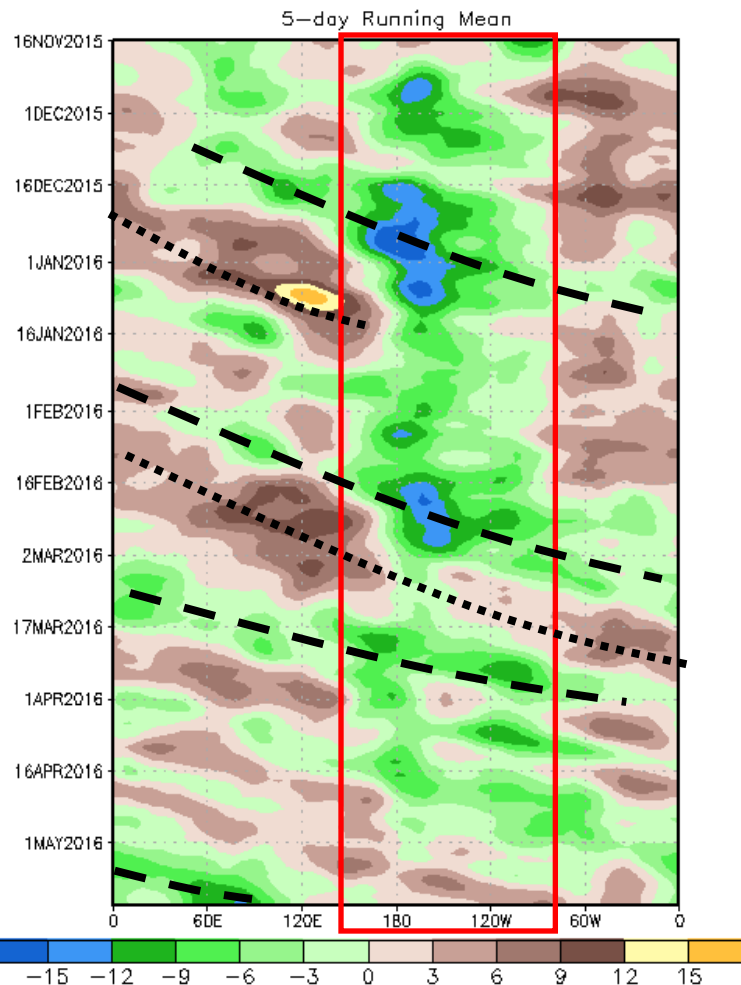 5-day Running Mean
16NOV2015
1DEC2015
16DEC2015
1JAN2016
16JAN2016
1FEB2016
16FEB2016
2MAR2016
17MAR2016
1APR2016
16APR2016
1MAY2016
0 60E 120E 180 120W 60W 0
-15 -12 -9 -6 -3 0 3 6 9 12 15